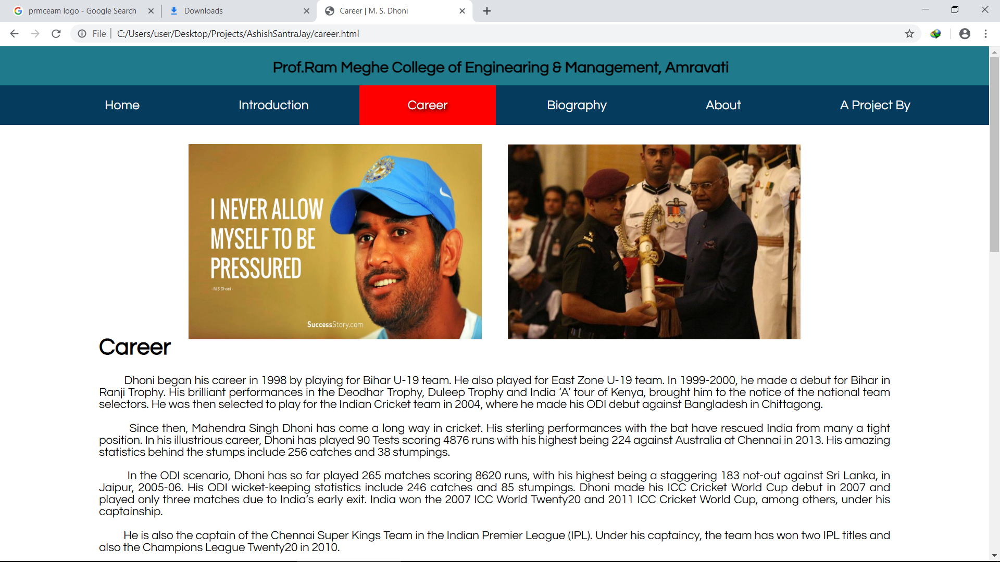 prmceam logo - Google Search
Downloads
Career | M. S. Dhoni
File
C:/Users/user/Desktop/Projects/AshishSantraJay/career.html
Prof.Ram Meghe College of Enginearing & Management, Amravati
Home
Introduction
Career
Biography
About
A Project By
I NEVER ALLOW
MYSELF TO BE
PRESSURED
- M.S.Dhoni -
SuccessStory.com
Career
Dhoni began his career in 1998 by playing for Bihar U-19 team. He also played for East Zone U-19 team. In 1999-2000, he made a debut for Bihar in
Ranji Trophy. His brilliant performances in the Deodhar Trophy, Duleep Trophy and India ‘A’ tour of Kenya, brought him to the notice of the national team
selectors. He was then selected to play for the Indian Cricket team in 2004, where he made his ODI debut against Bangladesh in Chittagong.
Since then, Mahendra Singh Dhoni has come a long way in cricket. His sterling performances with the bat have rescued India from many a tight
position. In his illustrious career, Dhoni has played 90 Tests scoring 4876 runs with his highest being 224 against Australia at Chennai in 2013. His amazing
statistics behind the stumps include 256 catches and 38 stumpings.
In the ODI scenario, Dhoni has so far played 265 matches scoring 8620 runs, with his highest being a staggering 183 not-out against Sri Lanka, in
Jaipur, 2005-06. His ODI wicket-keeping statistics include 246 catches and 85 stumpings. Dhoni made his ICC Cricket World Cup debut in 2007 and
played only three matches due to India’s early exit. India won the 2007 ICC World Twenty20 and 2011 ICC Cricket World Cup, among others, under his
captainship.
He is also the captain of the Chennai Super Kings Team in the Indian Premier League (IPL). Under his captaincy, the team has won two IPL titles and
also the Champions League Twenty20 in 2010.